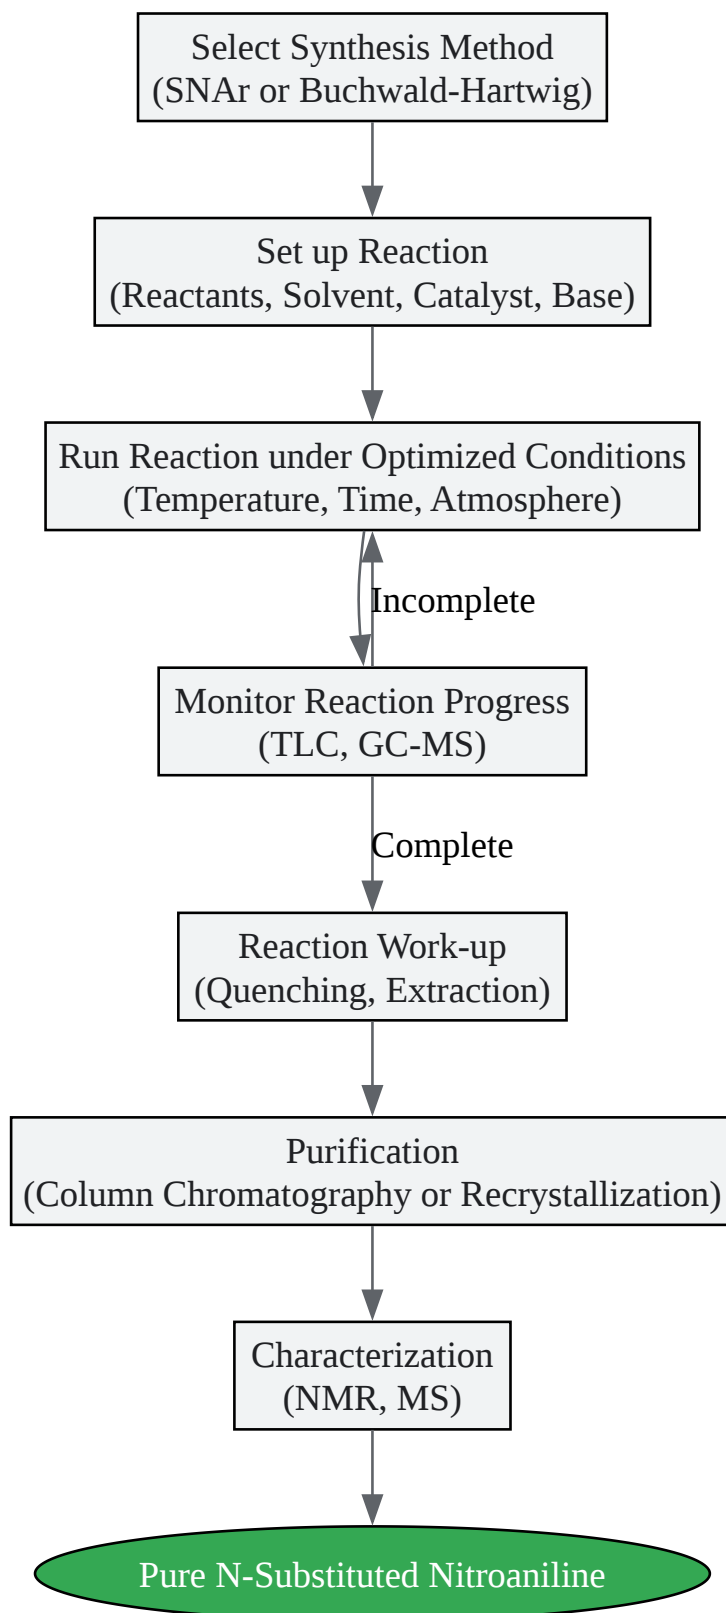 Select Synthesis Method
(SNAr or Buchwald-Hartwig)
Set up Reaction
(Reactants, Solvent, Catalyst, Base)
Run Reaction under Optimized Conditions
(Temperature, Time, Atmosphere)
Incomplete
Monitor Reaction Progress
(TLC, GC-MS)
Complete
Reaction Work-up
(Quenching, Extraction)
Purification
(Column Chromatography or Recrystallization)
Characterization
(NMR, MS)
Pure N-Substituted Nitroaniline